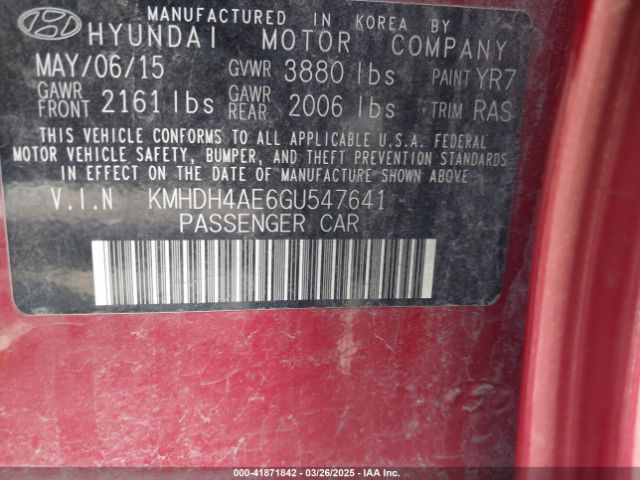 MANUFACTURED IN KOREA BY
HYUNDAI MOTOR COMPANY
MAY/06/15 GVWR 3880 lbs PAINT YR7
GAWR FRONT 2161 lbs GAWR REAR 2006 lbs TRIM RAS
THIS VEHICLE CONFORMS TO ALL APPLICABLE U.S.A. FEDERAL
MOTOR VEHICLE SAFETY, BUMPER, AND THEFT PREVENTION STANDARDS
IN EFFECT ON THE DATE OF MANUFACTURE SHOWN ABOVE.
V.I.N KMHDH4AE6GU547641
PASSENGER CAR
00-41871842 / 03/26/2025 - IAA Inc.